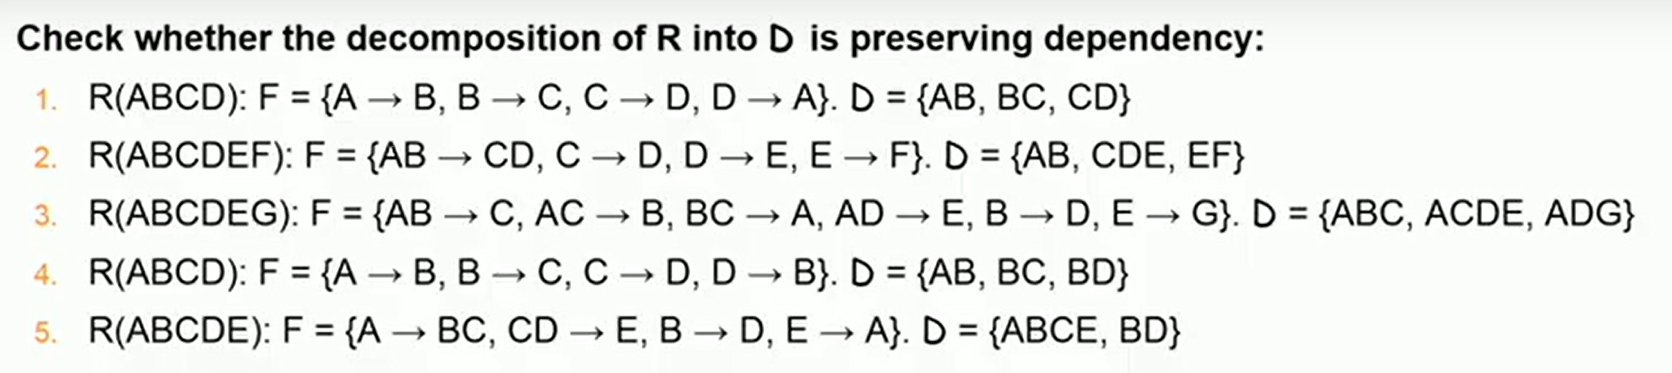 Check whether the decomposition of R into D is preserving dependency:
1. R(ABCD): F = {A → B, B → C, C → D, D → A}. D = {AB, BC, CD}
2. R(ABCDEF): F = {AB → CD, C → D, D → E, E → F}. D = {AB, CDE, EF}
3. R(ABCDEG): F = {AB → C, AC → B, BC → A, AD → E, B → D, E → G}. D = {ABC, ACDE, ADG}
4. R(ABCD): F = {A → B, B → C, C → D, D → B}. D = {AB, BC, BD}
5. R(ABCDE): F = {A → BC, CD → E, B → D, E → A}. D = {ABCE, BD}